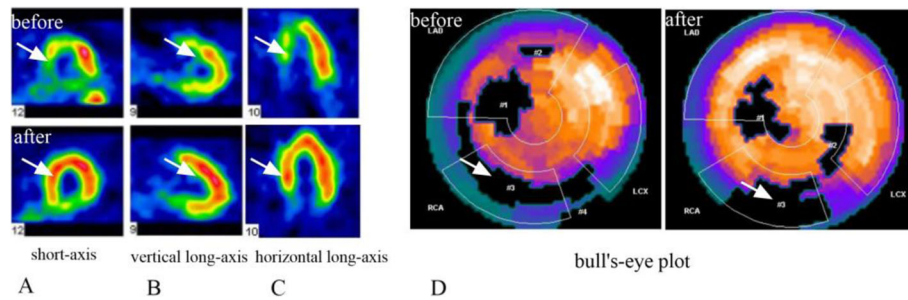 before
12
9
10
after
12
9
10
short-axis
vertical long-axis
horizontal long-axis
A
B
C
before
LAD
#2
#1
#3
#4
RCA
LCX
after
LAD
#1
#2
#3
RCA
LCX
bull's-eye plot
D